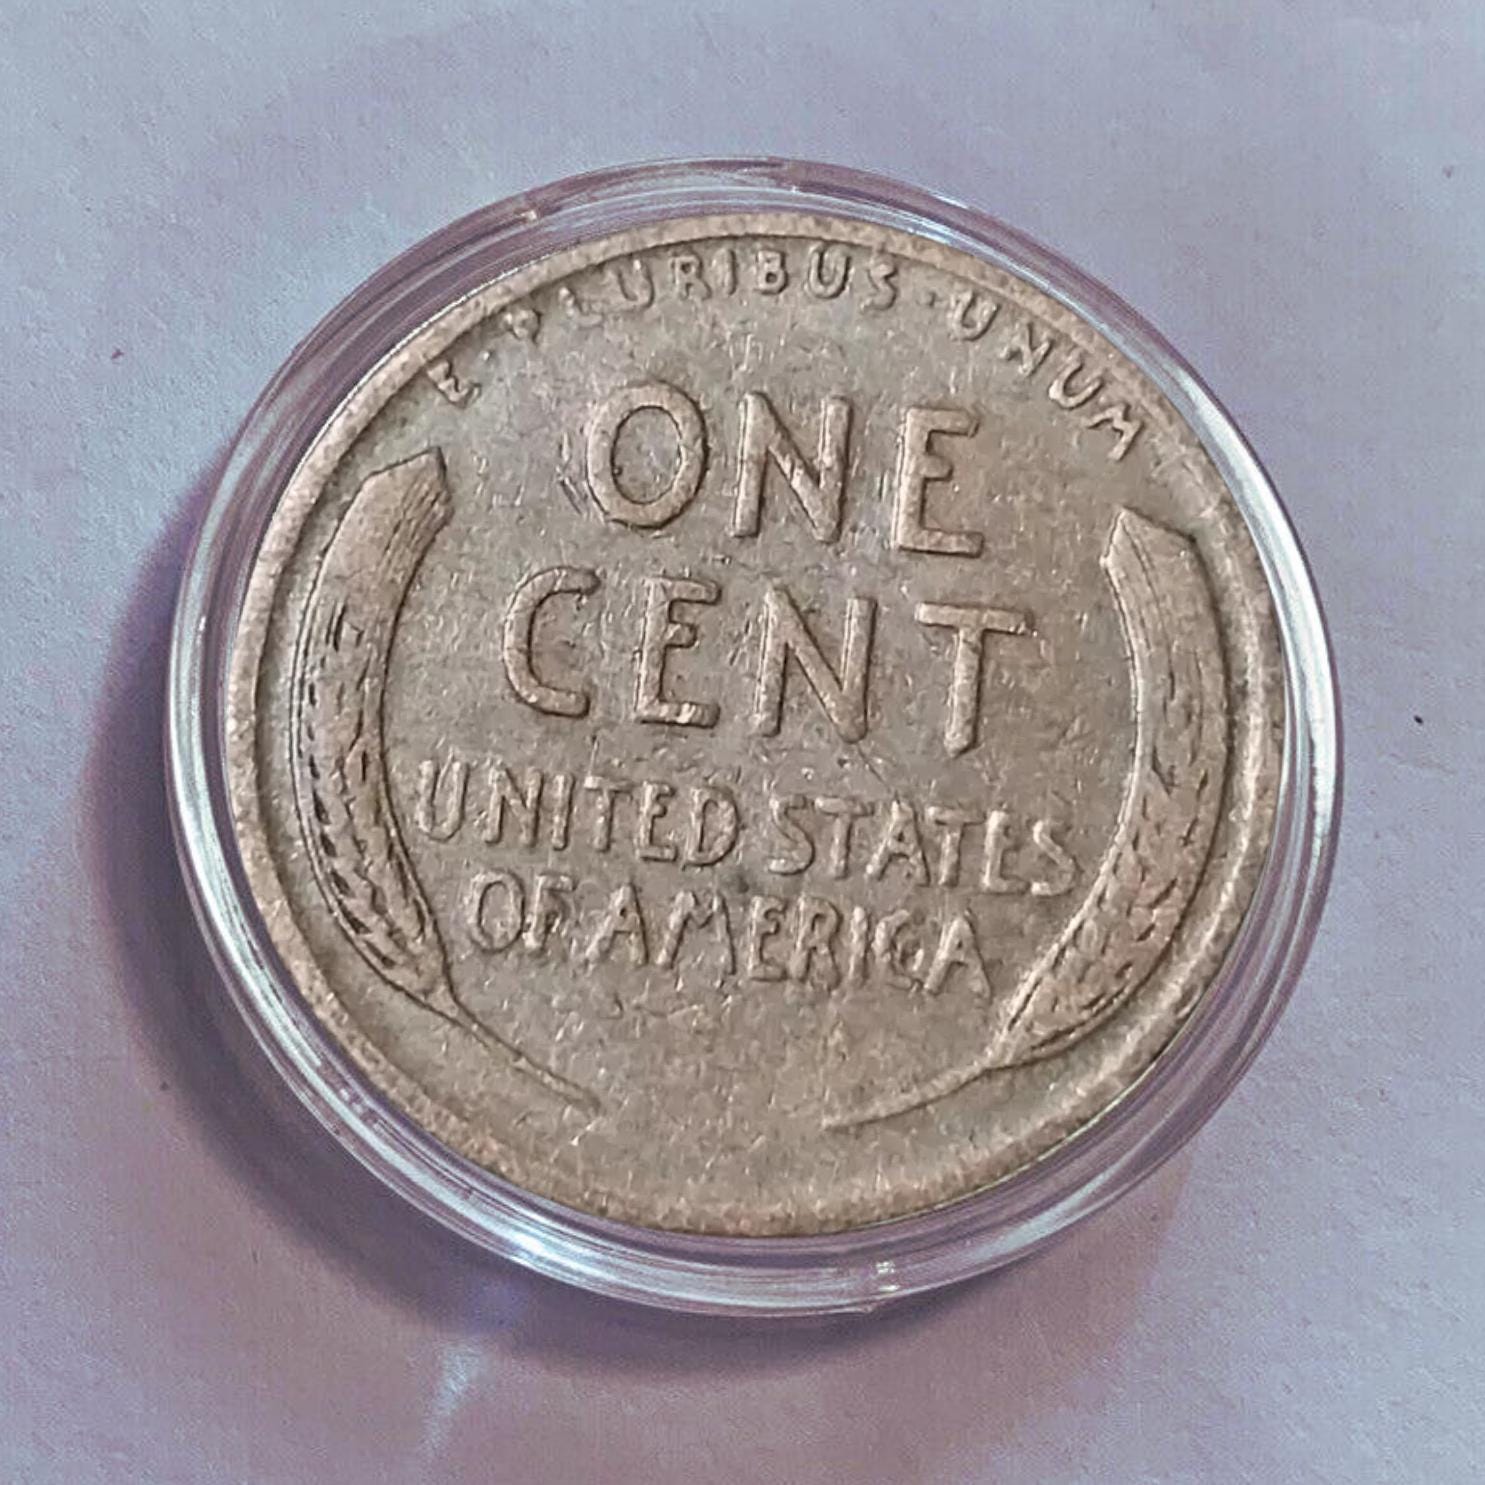 E·PLURIBUS·UNUM
ONE
CENT
UNITED STATES
OF AMERICA